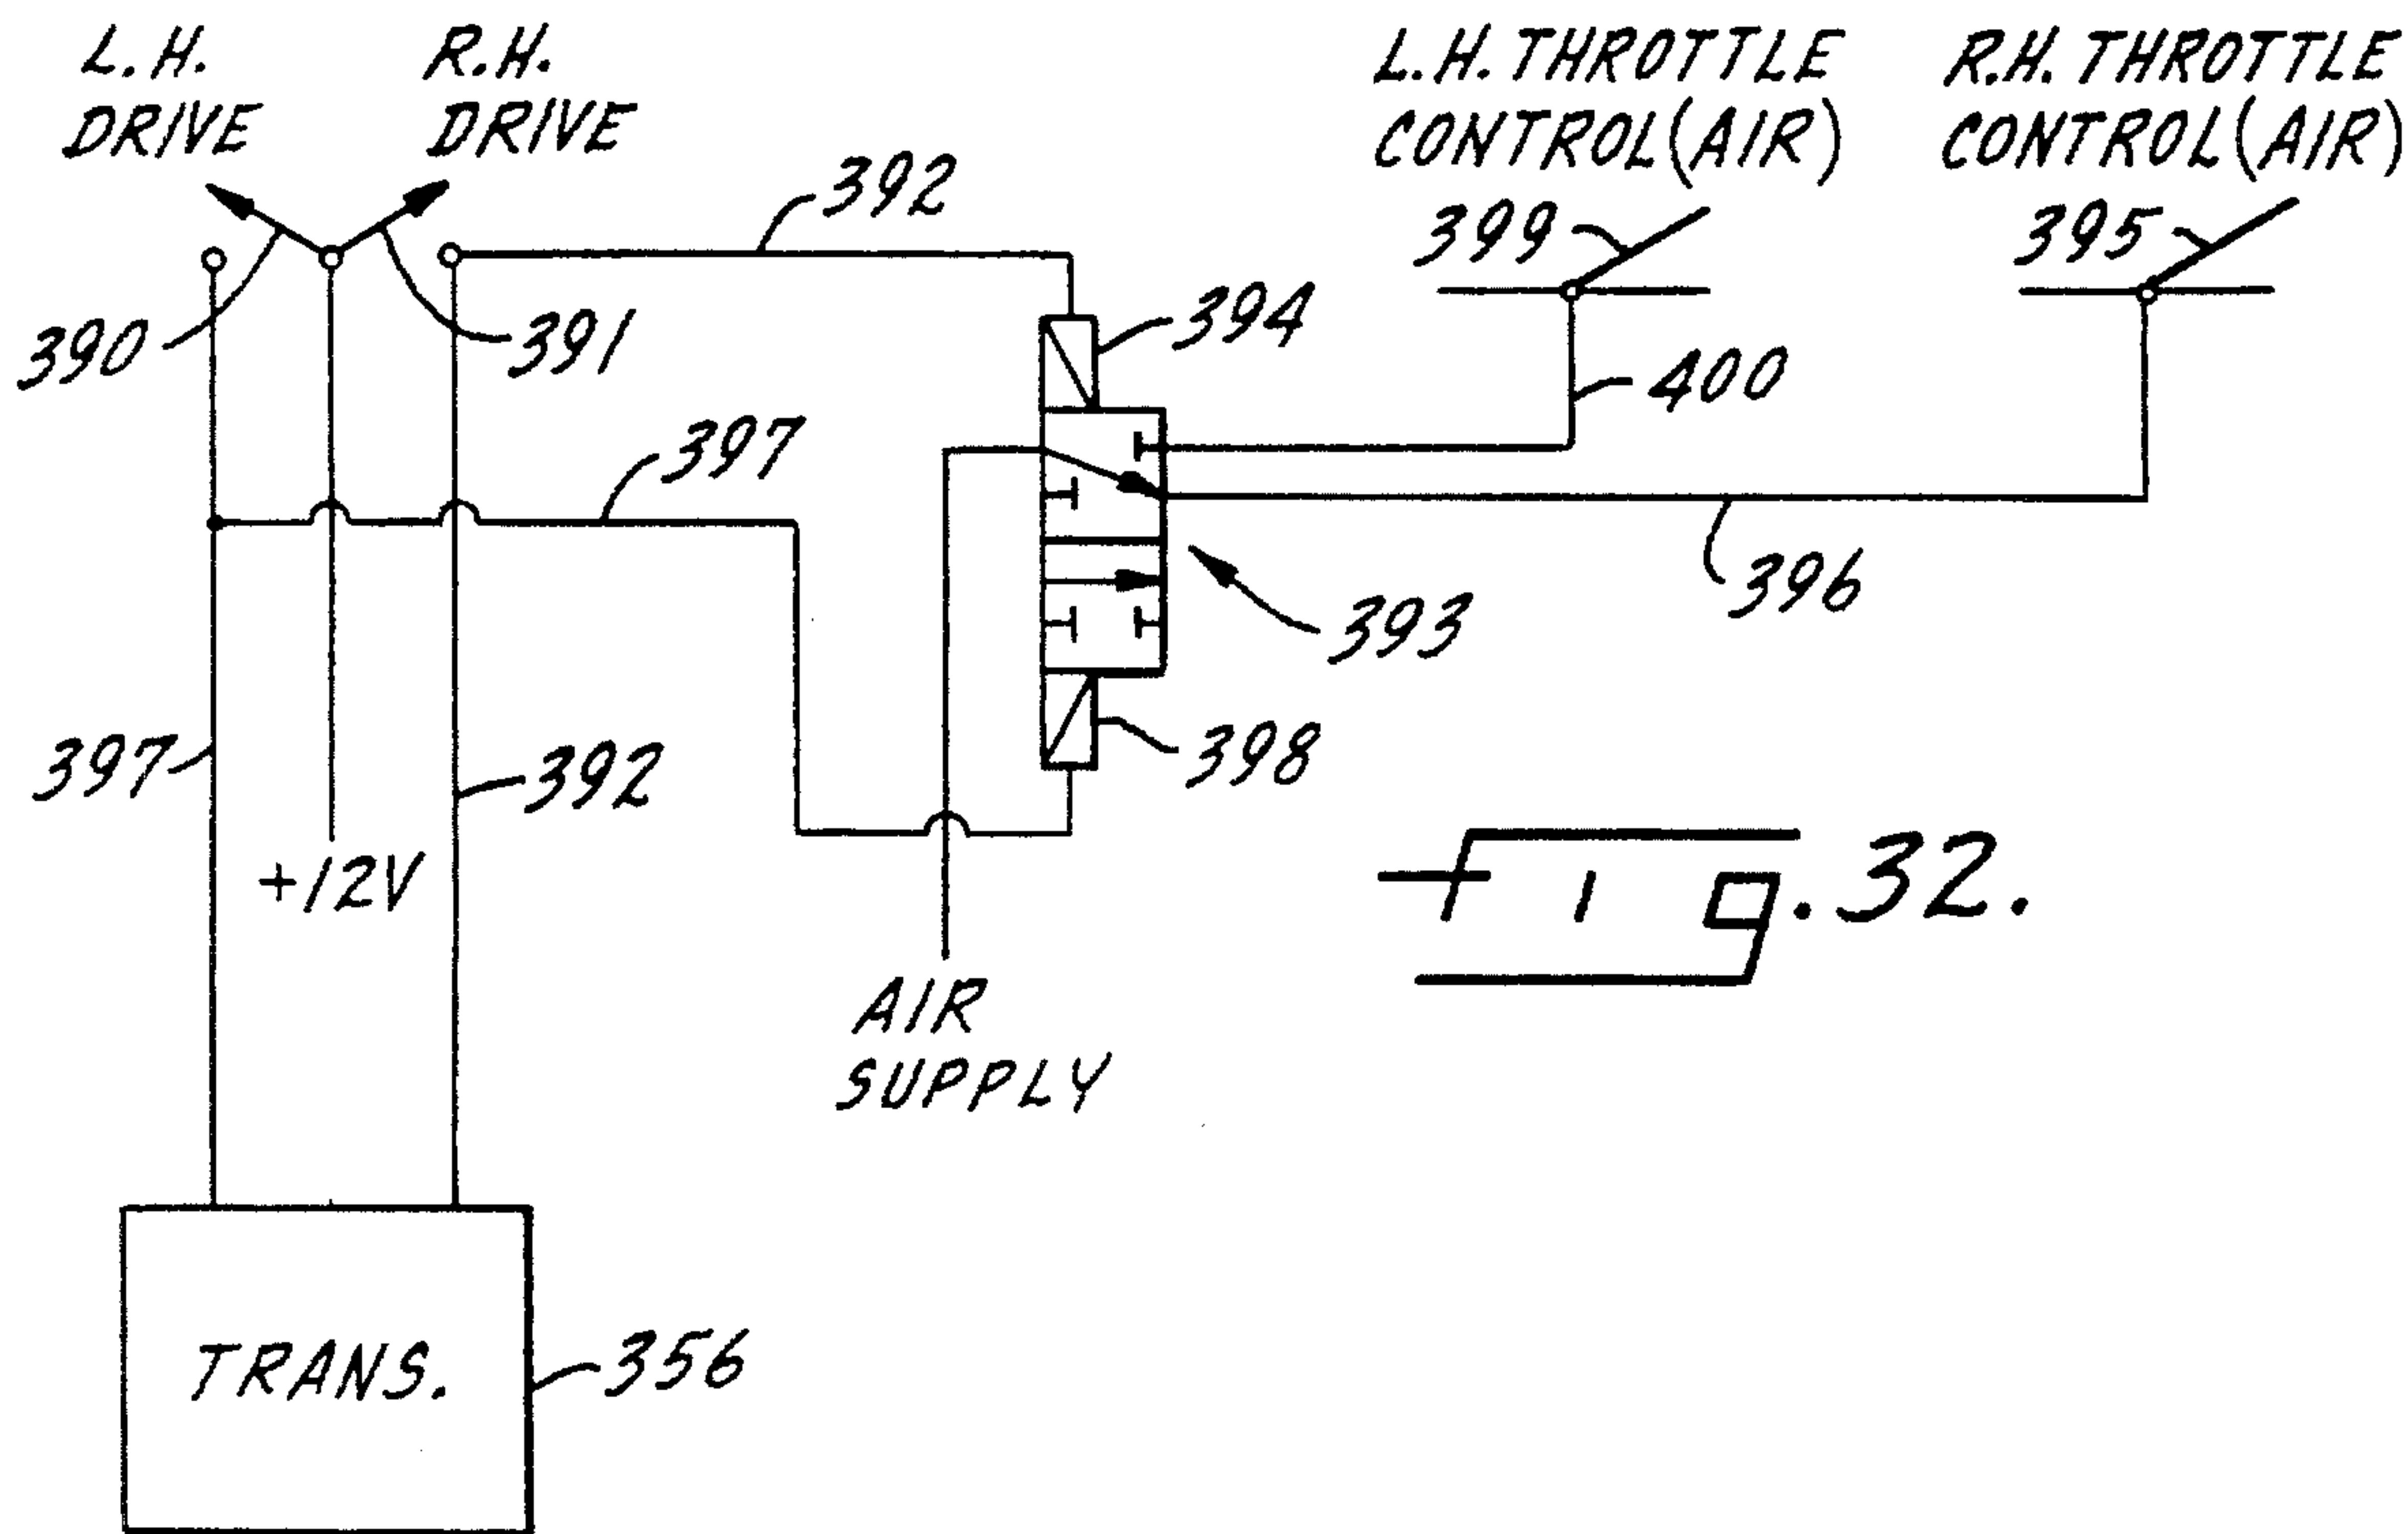 L.H.
DRIVE
R.H.
DRIVE
L.H. THROTTLE
CONTROL(AIR)
R.H. THROTTLE
CONTROL(AIR)
392
399
395
390
391
394
400
397
396
393
397
392
398
+12V
Fig. 32.
AIR
SUPPLY
TRANS.
356